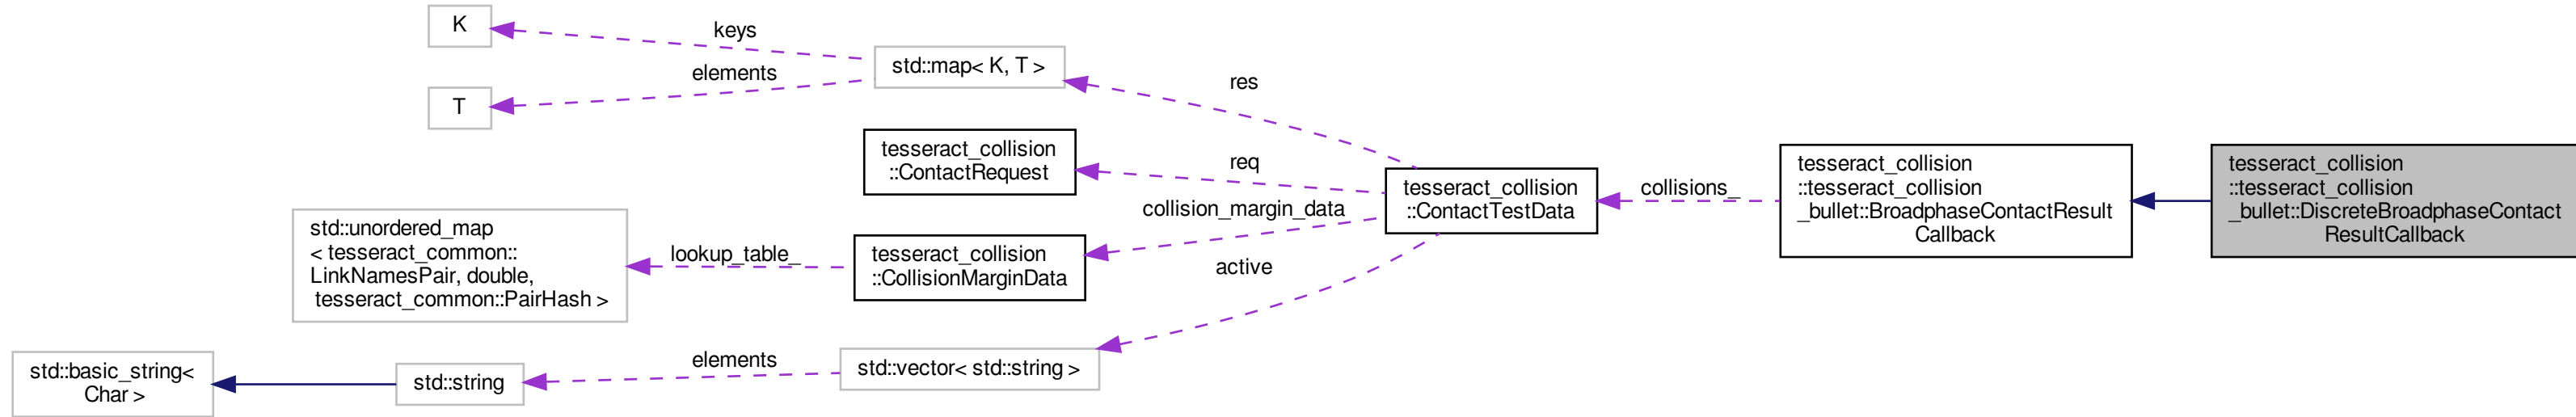 K
keys
std::map< K, T >
elements
T
res
tesseract_collision
::ContactRequest
req
tesseract_collision
::tesseract_collision
_bullet::BroadphaseContactResult
Callback
tesseract_collision
::tesseract_collision
_bullet::DiscreteBroadphaseContact
ResultCallback
tesseract_collision
::ContactTestData
collisions_
collision_margin_data
std::unordered_map
< tesseract_common::
LinkNamesPair, double,
tesseract_common::PairHash >
lookup_table_
tesseract_collision
::CollisionMarginData
active
std::basic_string<
Char >
std::string
elements
std::vector< std::string >